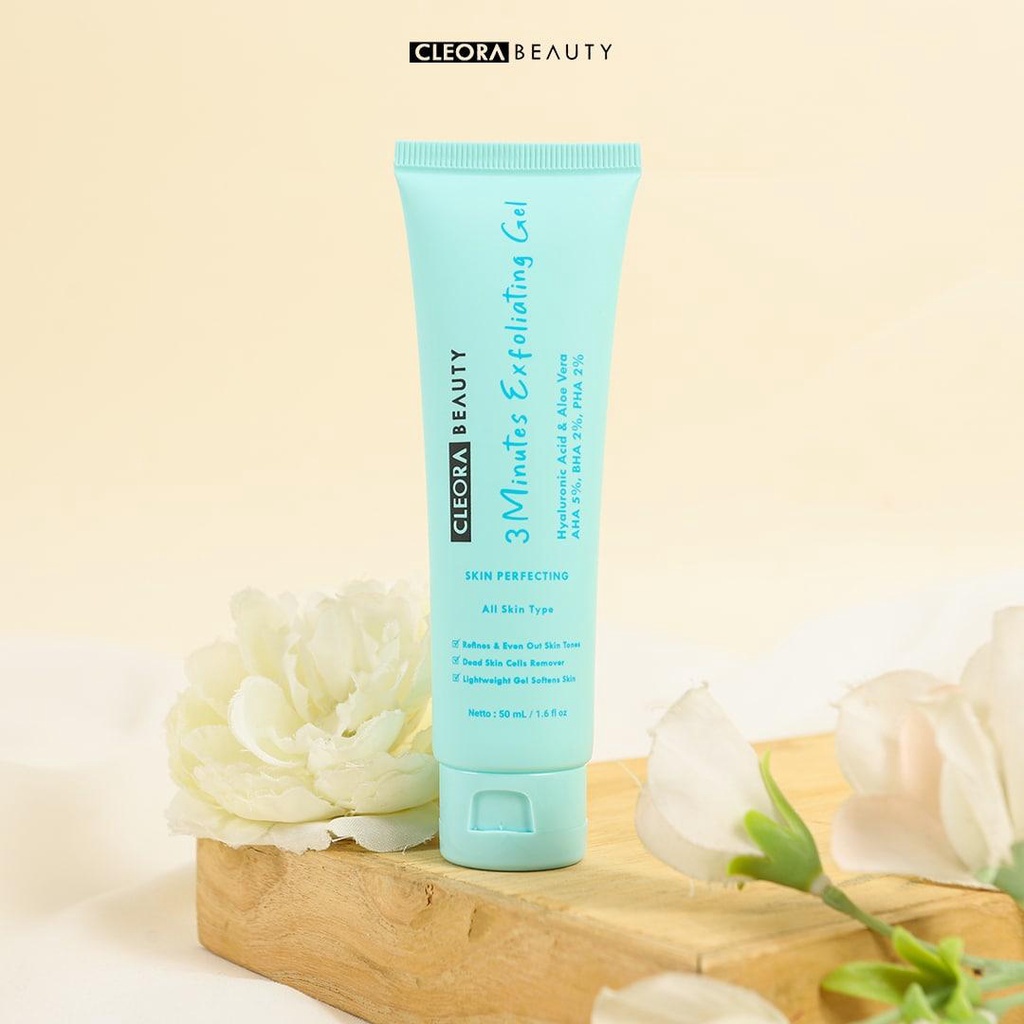 CLEORA BEAUTY
CLEORA BEAUTY
3 Minutes Exfoliating Gel
Hyaluronic Acid & Aloe Vera
AHA 5%, BHA 2%, PHA 2%
SKIN PERFECTING
All Skin Type
Refines & Even Out Skin Tones
Dead Skin Cells Remover
Lightweight Gel Softens Skin
Netto : 50 mL / 1.6 fl oz